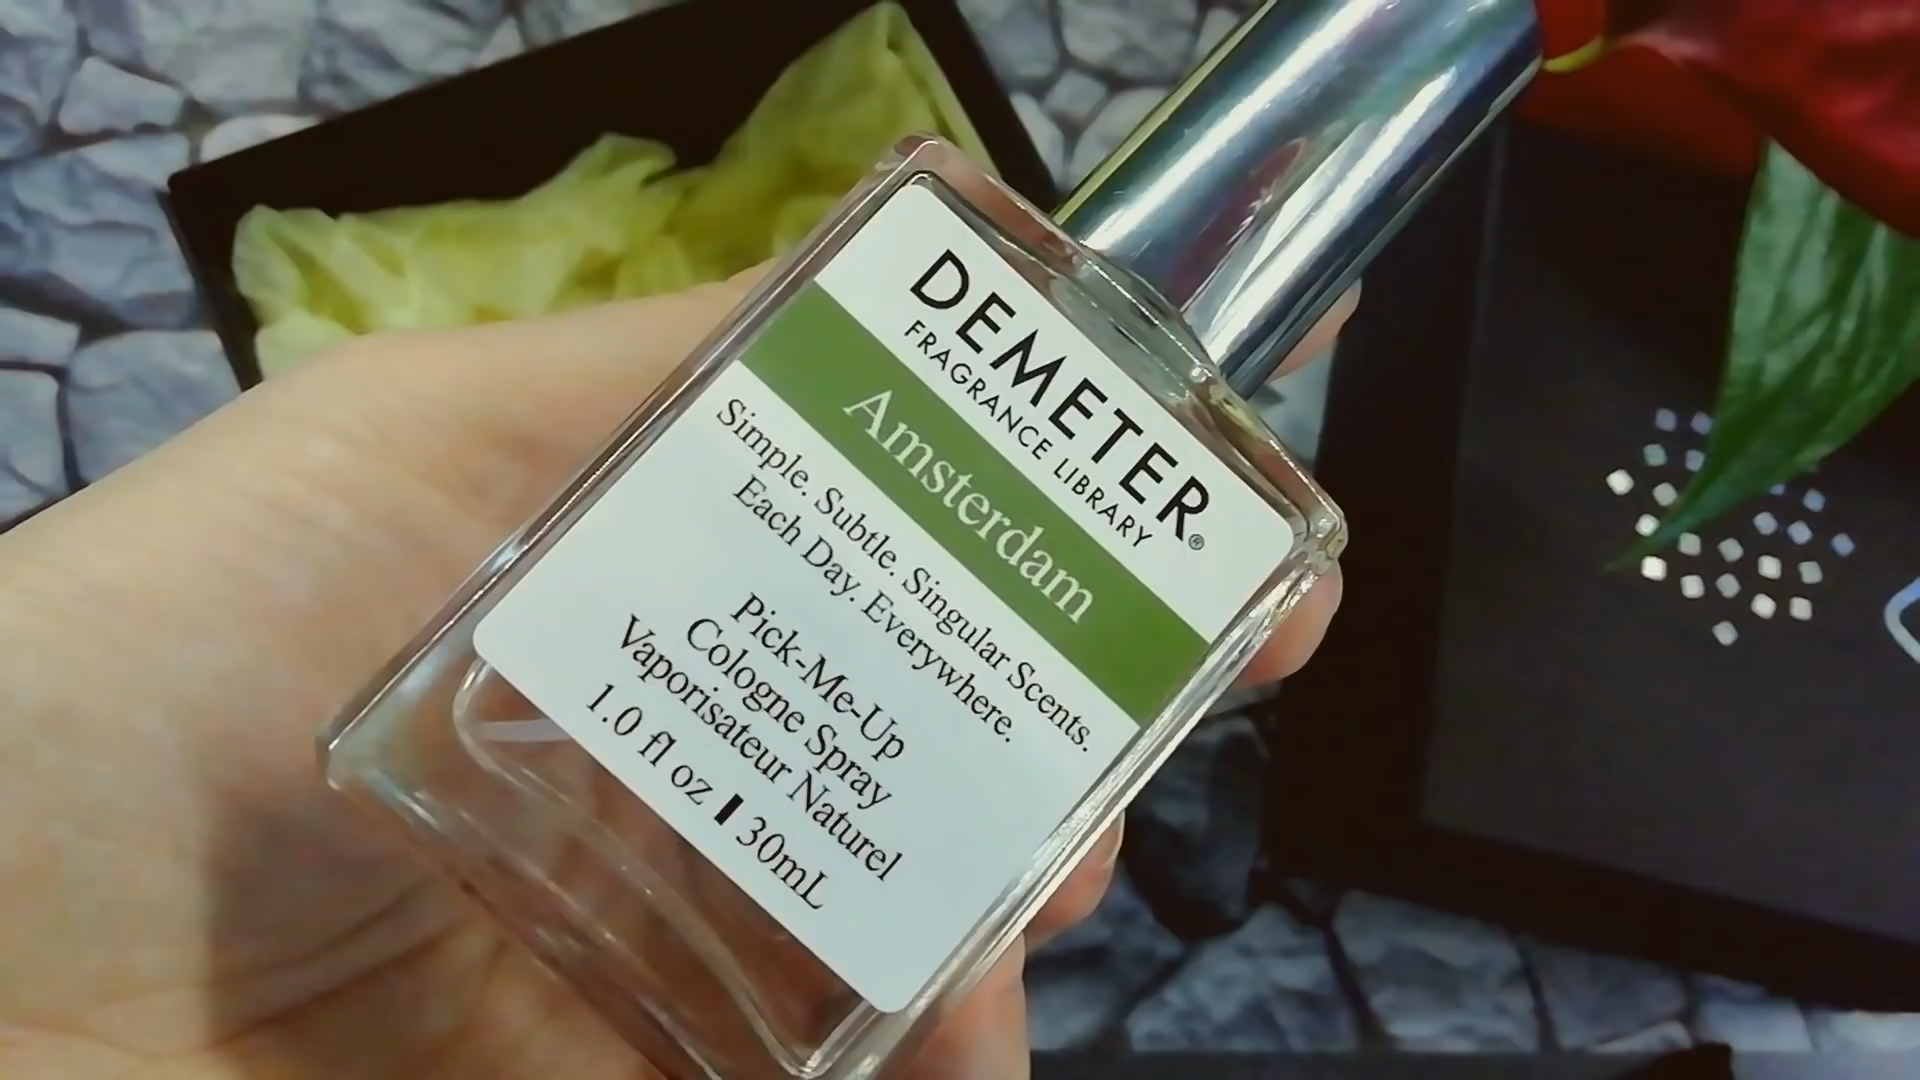 DEMETER®
FRAGRANCE LIBRARY
Amsterdam
Simple. Subtle. Singular Scents.
Each Day. Everywhere.
Pick-Me-Up
Cologne Spray
Vaporisateur Naturel
1.0 fl oz ▮ 30mL